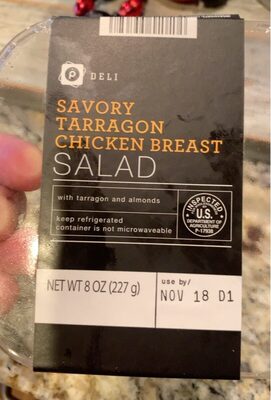 P DELI
SAVORY
TARRAGON
CHICKEN BREAST
SALAD
with tarragon and almonds
keep refrigerated
container is not microwaveable
INSPECTED
U.S.
DEPARTMENT OF
AGRICULTURE
P-17938
NET WT 8 OZ (227 g)
use by/
NOV 18 D1